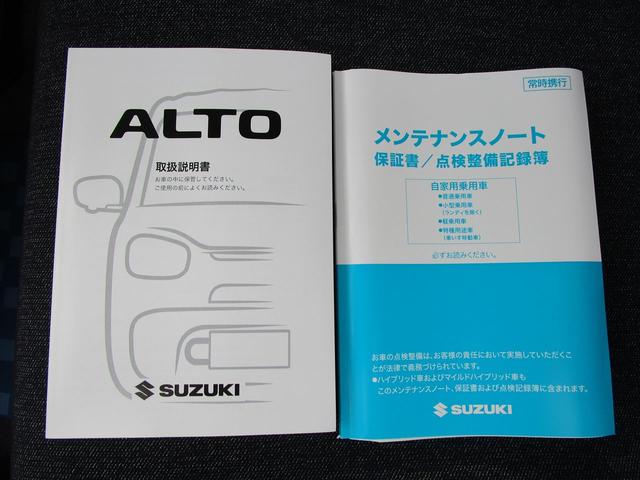 ALTO
取扱説明書
お車の中に保管してください。
ご使用の前によくお読みください。
SUZUKI
常時携行
メンテナンスノート
保証書/点検整備記録簿
自家用乗用車
●普通乗用車
●小型乗用車
(ランディを除く)
●軽乗用車
●特種用途車
(車いす移動車)
必ずお読みください。
お車の点検整備は、お客様の責任において実施していただくこ
とが法律で義務づけられています。
●ハイブリッド車およびマイルドハイブリッド車も
このメンテナンスノート、保証書および点検記録簿に含まれます。
SUZUKI